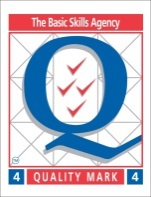 The Basic Skills Agency
Q
4 QUALITY MARK 4